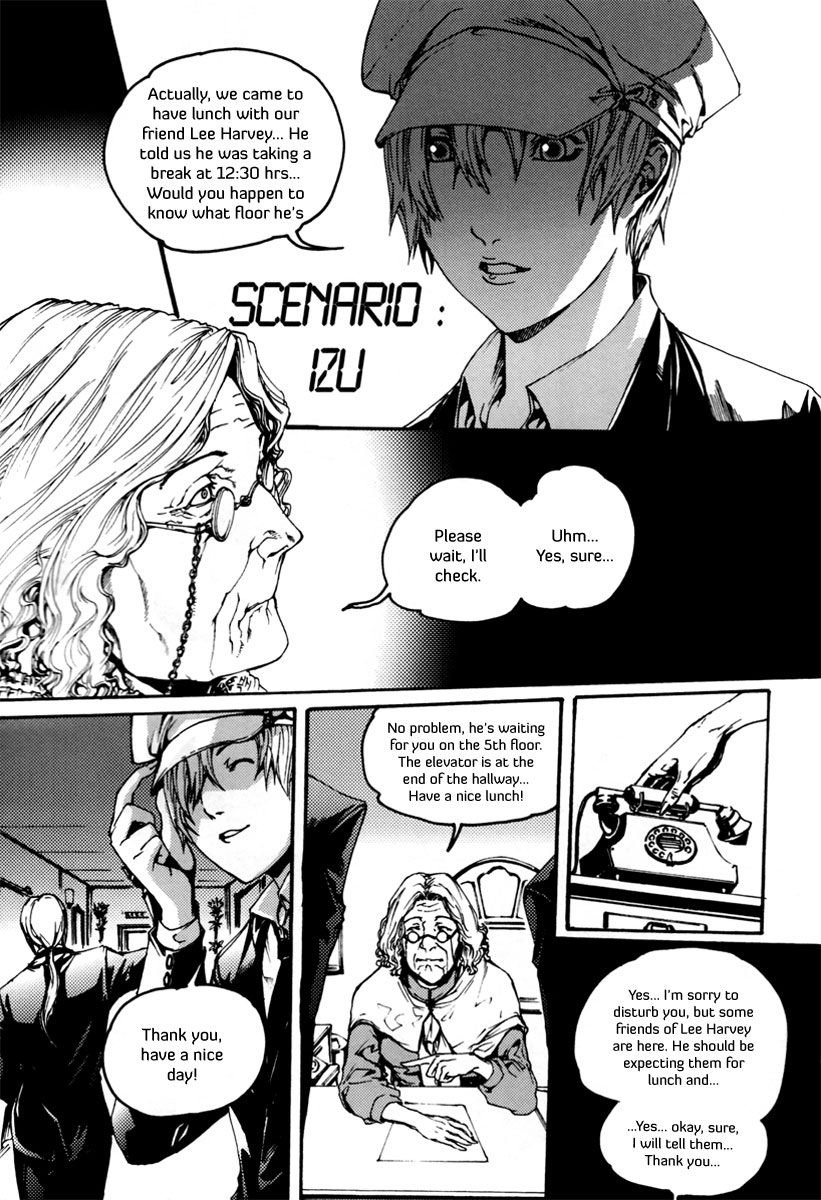 Actually, we came to
have lunch with our
friend Lee Harvey... He
told us he was taking a
break at 12:30 hrs...
Would you happen to
know what floor he's
SCENARIO :
IZU
Uhm...
Yes, sure...
Please
wait, I'll
check.
Yes... I'm sorry to
disturb you, but some
friends of Lee Harvey
are here. He should be
expecting them for
lunch and...
...Yes... okay, sure,
I will tell them...
Thank you...
No problem, he's waiting
for you on the 5th floor.
The elevator is at the
end of the hallway...
Have a nice lunch!
Thank you,
have a nice
day!